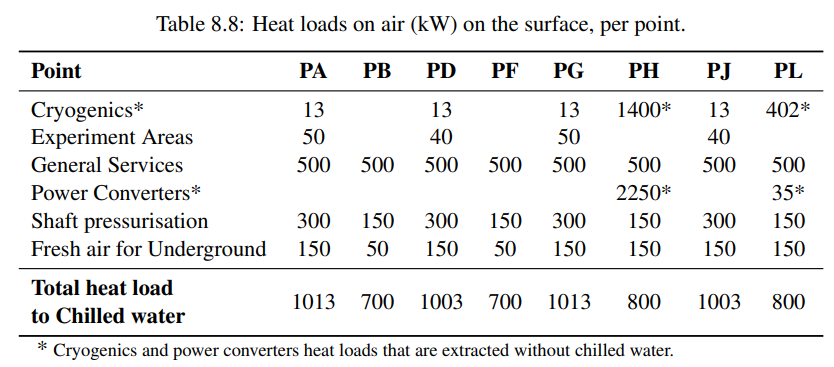 Table 8.8: Heat loads on air (kW) on the surface, per point.
Point PA PB PD PF PG PH PJ PL
Cryogenics* 13 13 13 1400* 13 402*
Experiment Areas 50 40 50 40
General Services 500 500 500 500 500 500 500 500
Power Converters* 2250* 35*
Shaft pressurisation 300 150 300 150 300 150 300 150
Fresh air for Underground 150 50 150 50 150 150 150 150
Total heat load
to Chilled water 1013 700 1003 700 1013 800 1003 800
* Cryogenics and power converters heat loads that are extracted without chilled water.